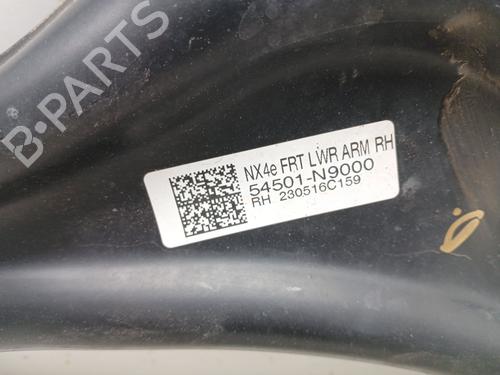 B-PARTS
NX4e FRT LWR ARM RH
54501-N9000
RH 230516C159